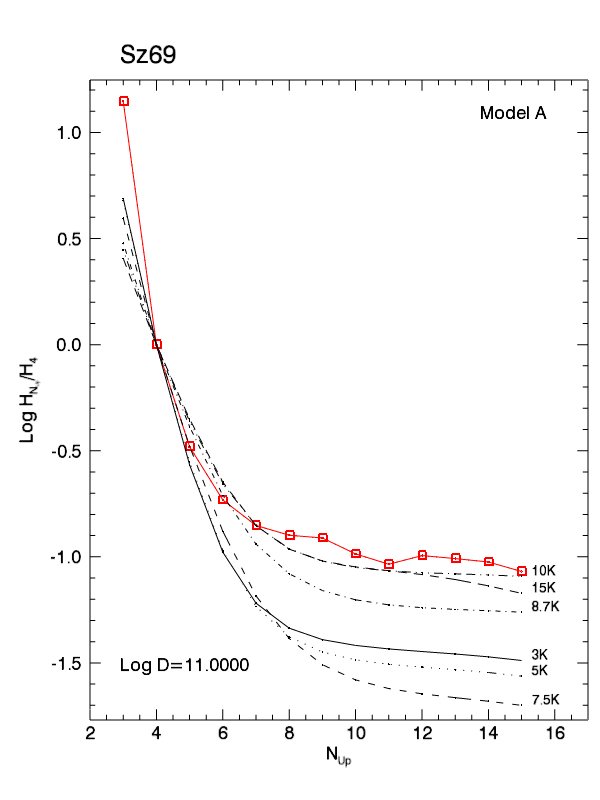 Sz69
Model A
1.0
0.5
0.0
-0.5
-1.0
-1.5
Log H_{N_{Up}}/H_4
10K
15K
8.7K
3K
5K
7.5K
Log D=11.0000
2 4 6 8 10 12 14 16
N_{Up}